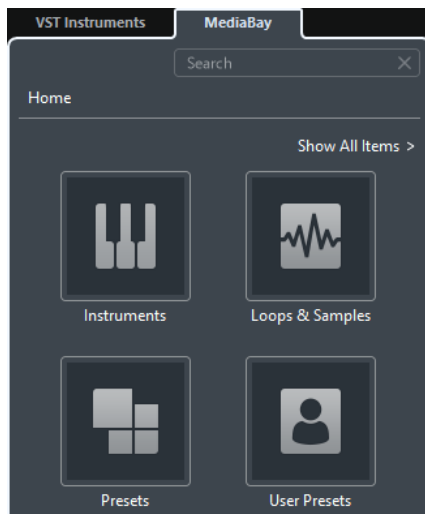 VST Instruments MediaBay
Search
Home
Show All Items >
Instruments Loops & Samples
Presets User Presets